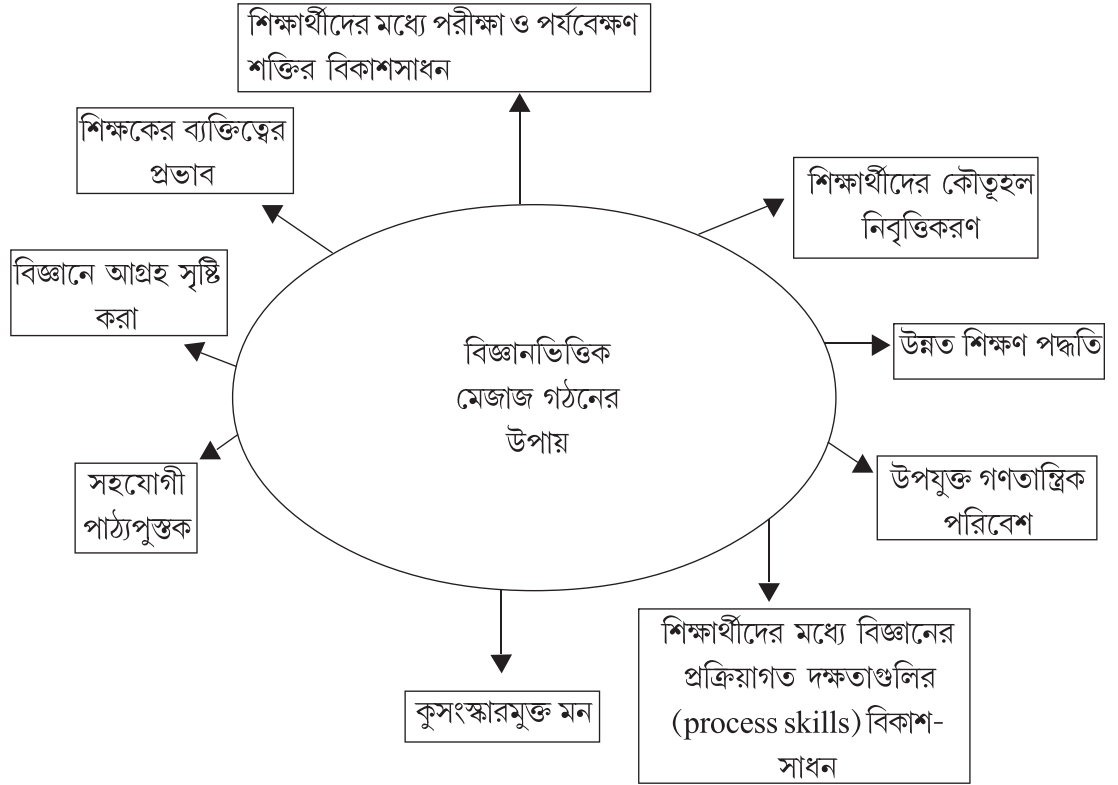 শিক্ষার্থীদের মধ্যে পরীক্ষা ও পর্যবেক্ষণ
শক্তির বিকাশসাধন
শিক্ষকের ব্যক্তিত্বের
প্রভাব
শিক্ষার্থীদের কৌতূহল
নিবৃত্তিকরণ
বিজ্ঞানে আগ্রহ সৃষ্টি
করা
বিজ্ঞানভিত্তিক
মেজাজ গঠনের
উপায়
উন্নত শিক্ষণ পদ্ধতি
সহযোগী
পাঠ্যপুস্তক
উপযুক্ত গণতান্ত্রিক
পরিবেশ
কুসংস্কারমুক্ত মন
শিক্ষার্থীদের মধ্যে বিজ্ঞানের
প্রক্রিয়াগত দক্ষতাগুলির
(process skills) বিকাশ-
সাধন